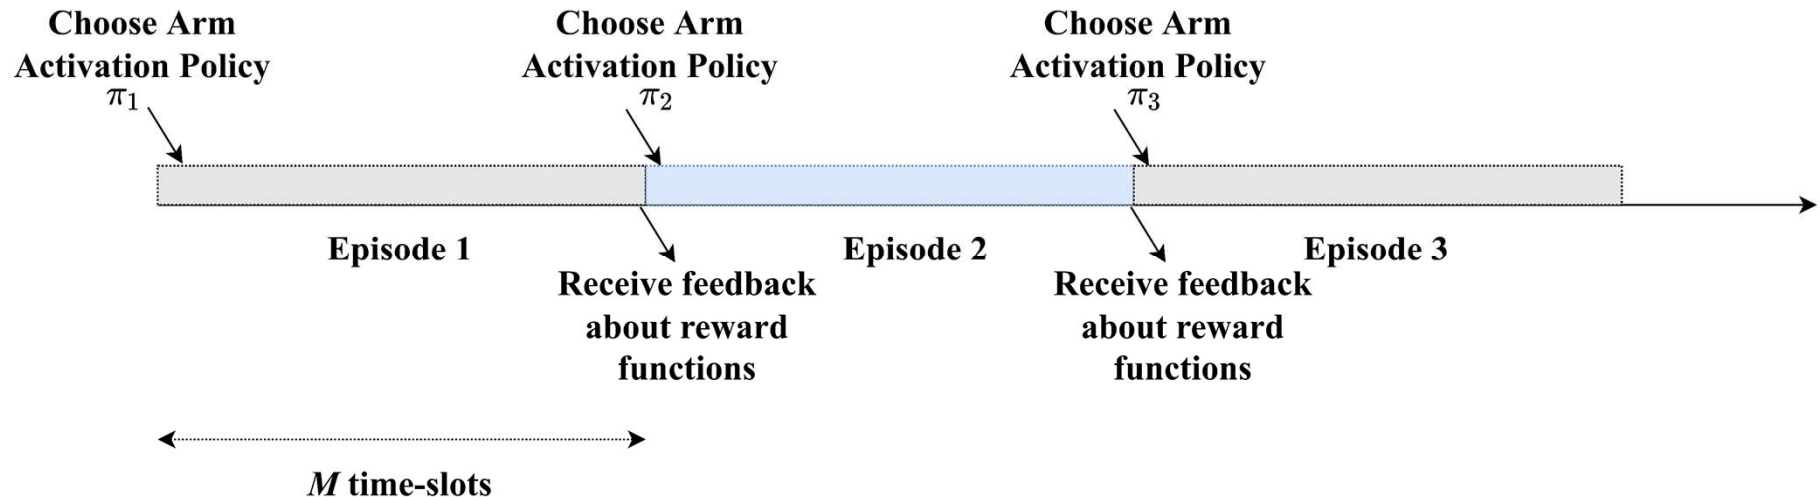 Choose Arm
Activation Policy
π₁
Choose Arm
Activation Policy
π₂
Choose Arm
Activation Policy
π₃
Episode 1
Episode 2
Episode 3
Receive feedback
about reward
functions
Receive feedback
about reward
functions
M time-slots